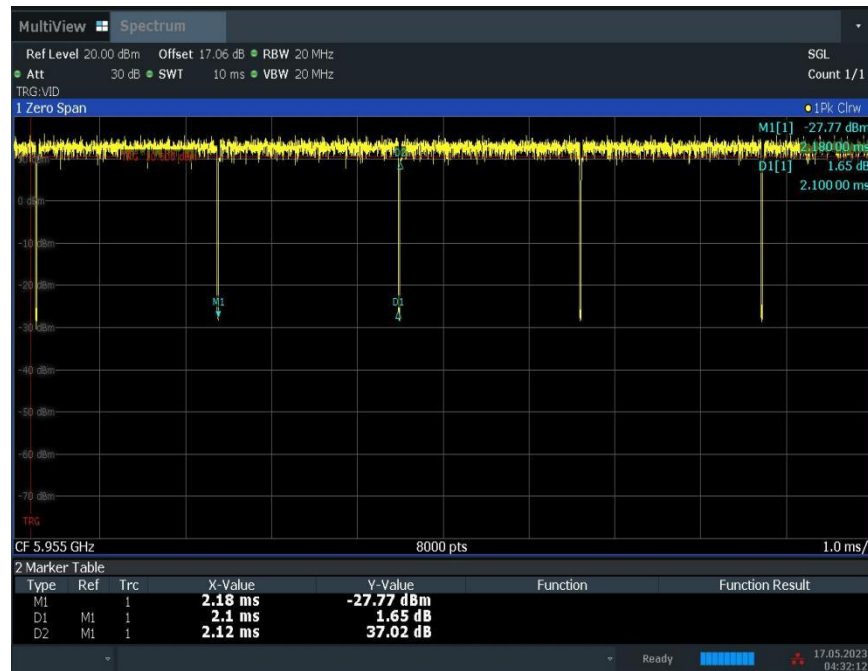 MultiView Spectrum
Ref Level 20.00 dBm Offset 17.06 dB RBW 20 MHz SGL
Att 30 dB SWT 10 ms VBW 20 MHz Count 1/1
TRG:VID
1 Zero Span 1Pk Clrw
M1[1] -27.77 dBm
2.18000 ms
D1[1] 1.65 dB
2.10000 ms
D2
0 dBm
-10 dBm
-20 dBm
M1 D1
-30 dBm
-40 dBm
-50 dBm
-60 dBm
-70 dBm
TRG
CF 5.955 GHz 8000 pts 1.0 ms/
2 Marker Table
Type Ref Trc X-Value Y-Value Function Function Result
M1 1 2.18 ms -27.77 dBm
D1 M1 1 2.1 ms 1.65 dB
D2 M1 1 2.12 ms 37.02 dB
Ready 17.05.2023
04:32:12